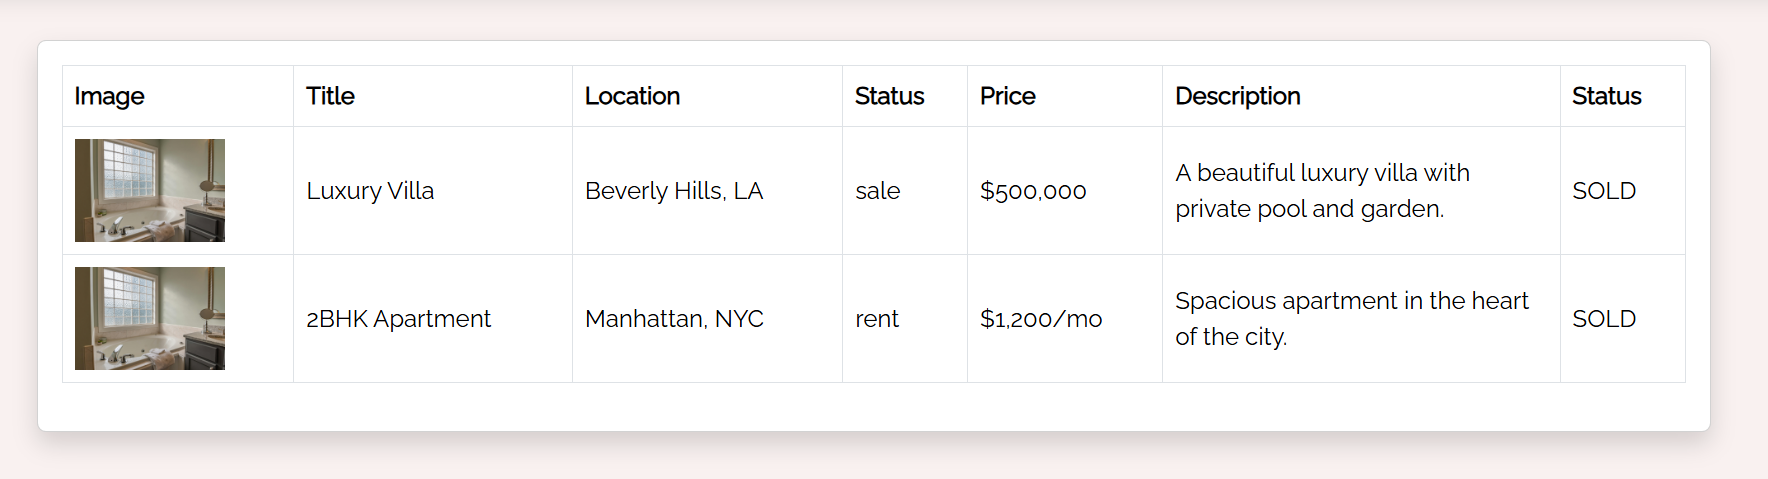 Image Title Location Status Price Description Status
Luxury Villa Beverly Hills, LA sale $500,000 A beautiful luxury villa with
private pool and garden. SOLD
2BHK Apartment Manhattan, NYC rent $1,200/mo Spacious apartment in the heart
of the city. SOLD